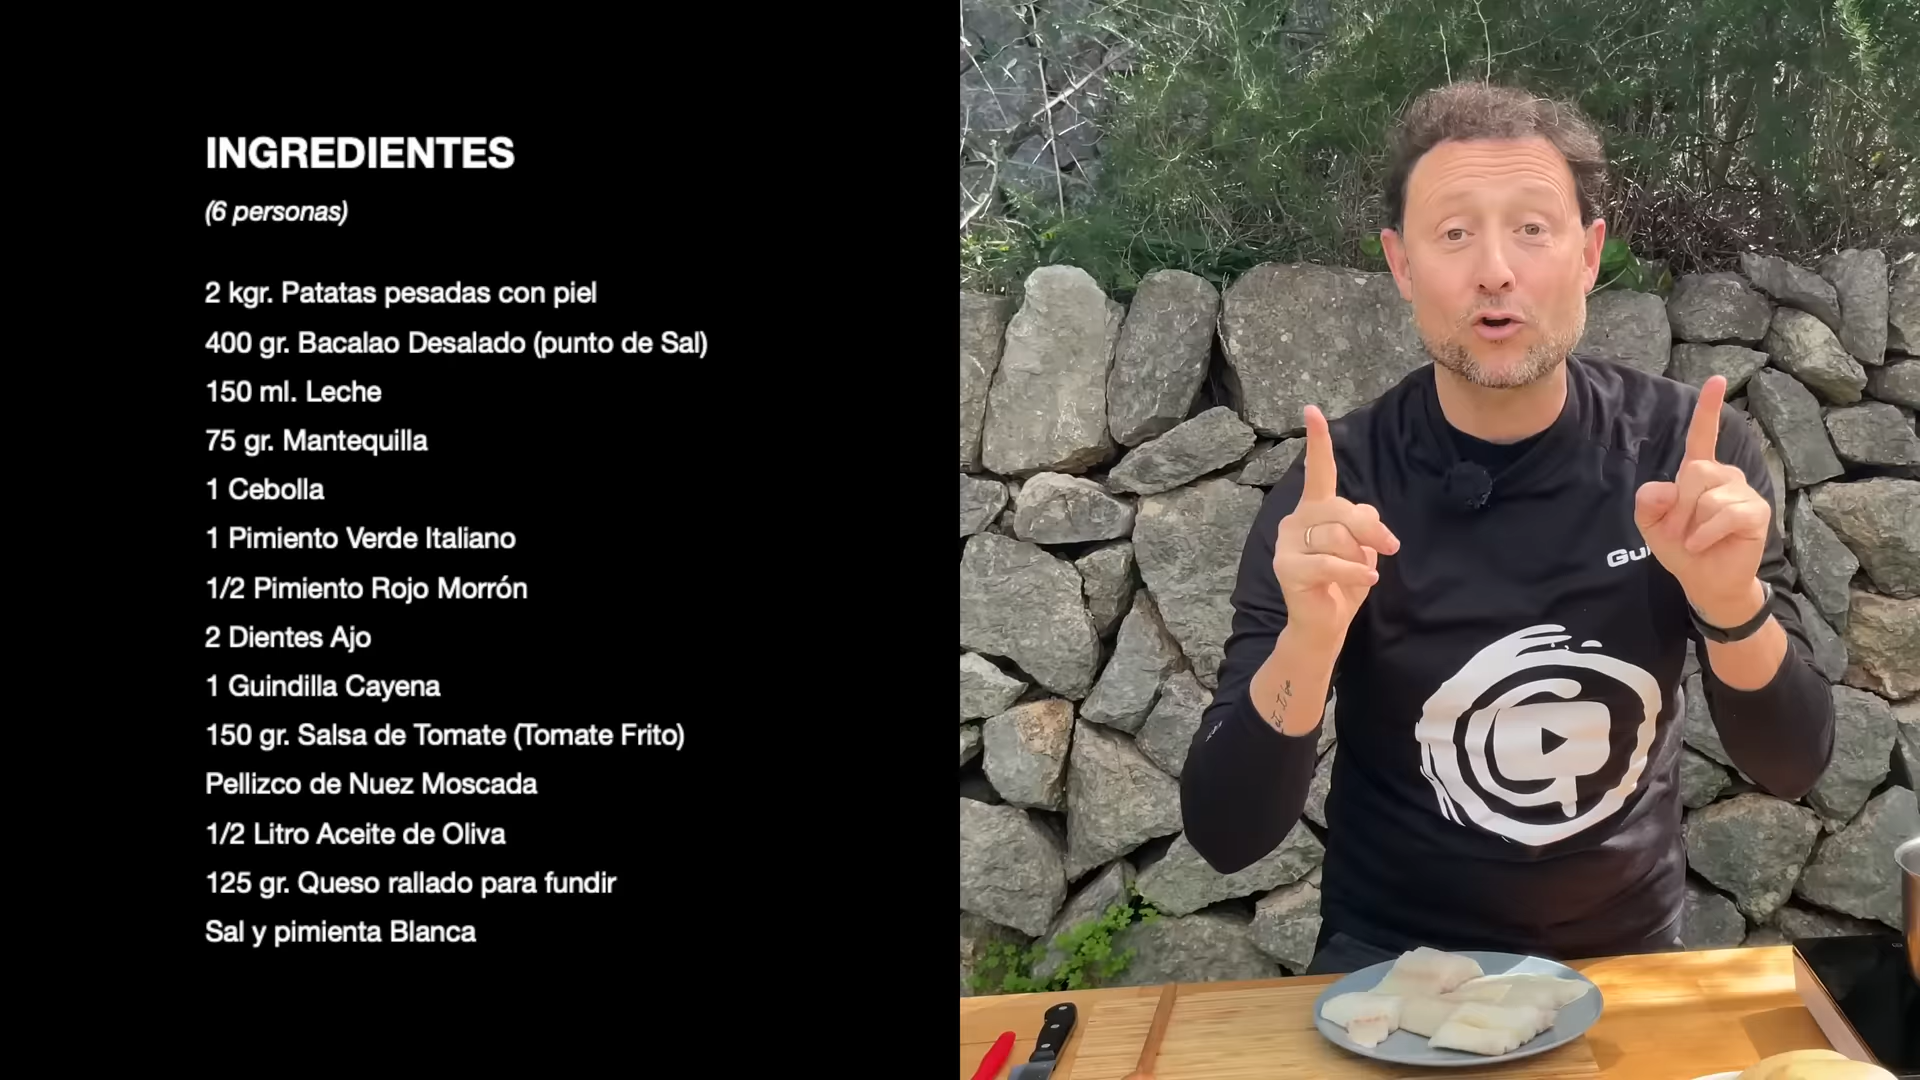 INGREDIENTES
(6 personas)
2 kgr. Patatas pesadas con piel
400 gr. Bacalao Desalado (punto de Sal)
150 ml. Leche
75 gr. Mantequilla
1 Cebolla
1 Pimiento Verde Italiano
1/2 Pimiento Rojo Morrón
2 Dientes Ajo
1 Guindilla Cayena
150 gr. Salsa de Tomate (Tomate Frito)
Pellizco de Nuez Moscada
1/2 Litro Aceite de Oliva
125 gr. Queso rallado para fundir
Sal y pimienta Blanca